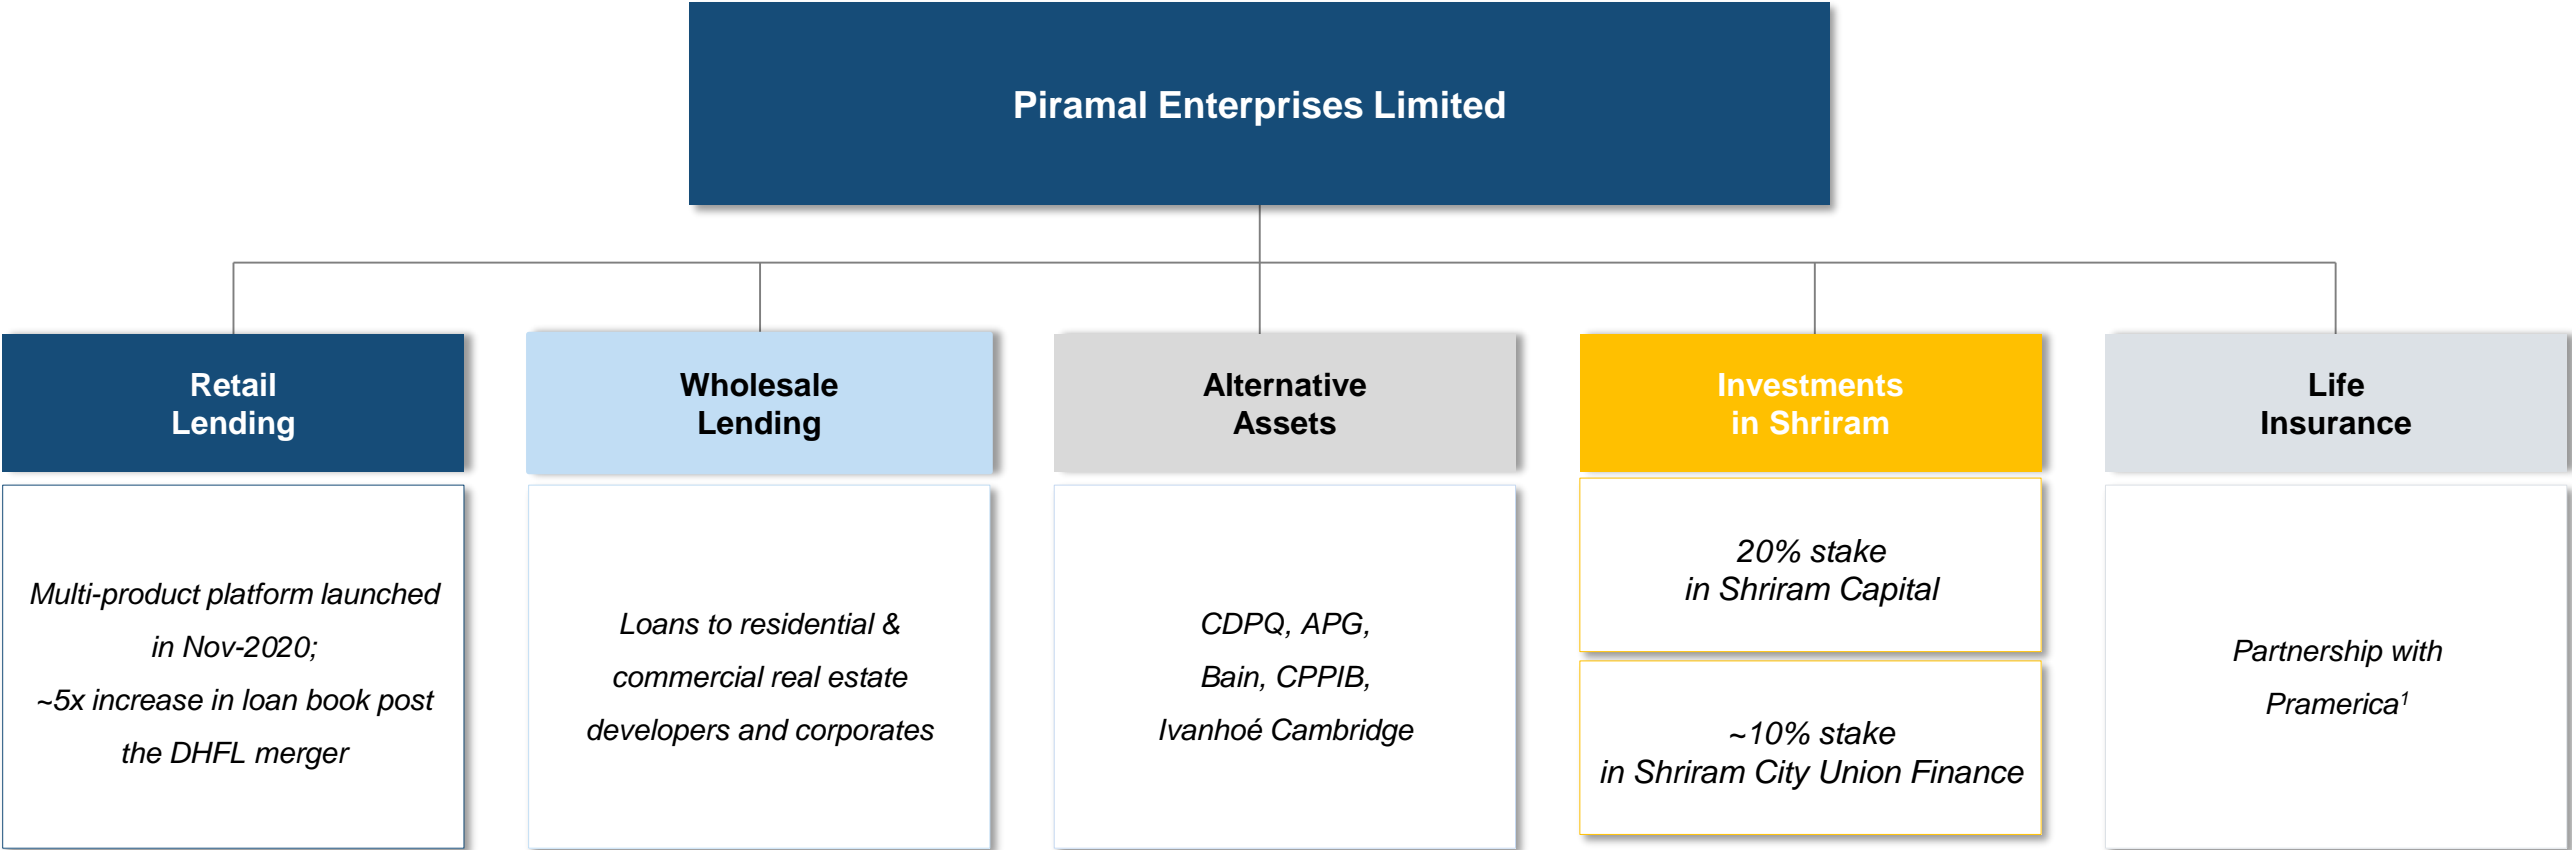 Piramal Enterprises Limited
Retail
Lending
Multi-product platform launched
in Nov-2020;
~5x increase in loan book post
the DHFL merger
Wholesale
Lending
Loans to residential &
commercial real estate
developers and corporates
Alternative
Assets
CDPQ, APG,
Bain, CPPIB,
Ivanhoé Cambridge
Investments
in Shriram
20% stake
in Shriram Capital
~10% stake
in Shriram City Union Finance
Life
Insurance
Partnership with
Pramerica¹